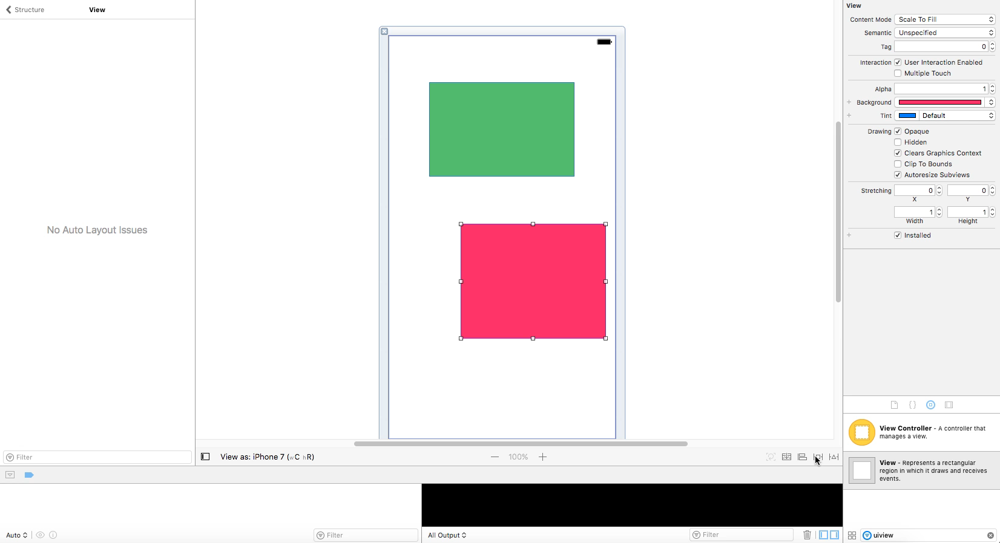 Structure
View
No Auto Layout Issues
Filter
View as: iPhone 7 (wC hR)
100%
Auto
Filter
All Output
Filter
View
Content Mode Scale To Fill
Semantic Unspecified
Tag 0
Interaction User Interaction Enabled
Multiple Touch
Alpha 1
Background
Tint Default
Drawing Opaque
Hidden
Clears Graphics Context
Clip To Bounds
Autoresize Subviews
Stretching 0 0
X Y
1 1
Width Height
Installed
View Controller - A controller that
manages a view.
View - Represents a rectangular
region in which it draws and receives
events.
uiview